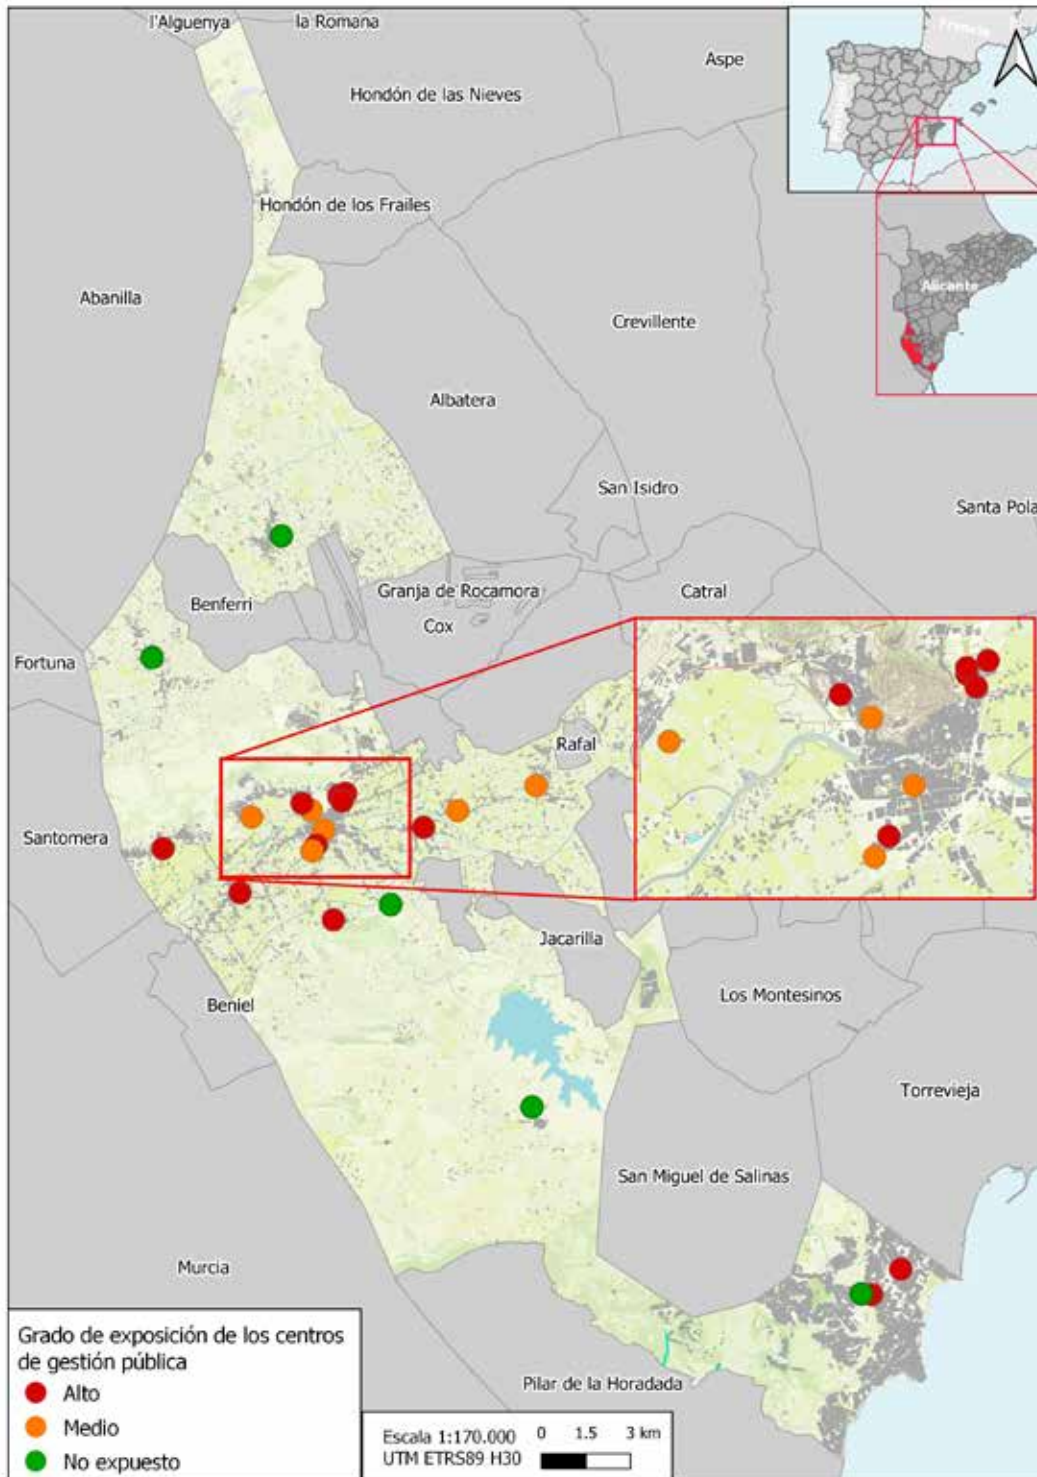 l'Alguenya
la Romana
Aspe
Francia
Hondón de las Nieves
Hondón de los Frailes
Abanilla
Alicante
Crevillente
Albatera
San Isidro
Santa Pola
Granja de Rocamora
Catral
Benferri
Cox
Fortuna
Rafal
Santomera
Jacarilla
Beniel
Los Montesinos
Torrevieja
San Miguel de Salinas
Murcia
Pilar de la Horadada
Grado de exposición de los centros
de gestión pública
Alto
Medio
No expuesto
Escala 1:170.000
UTM ETRS89 H30
0 1.5 3 km